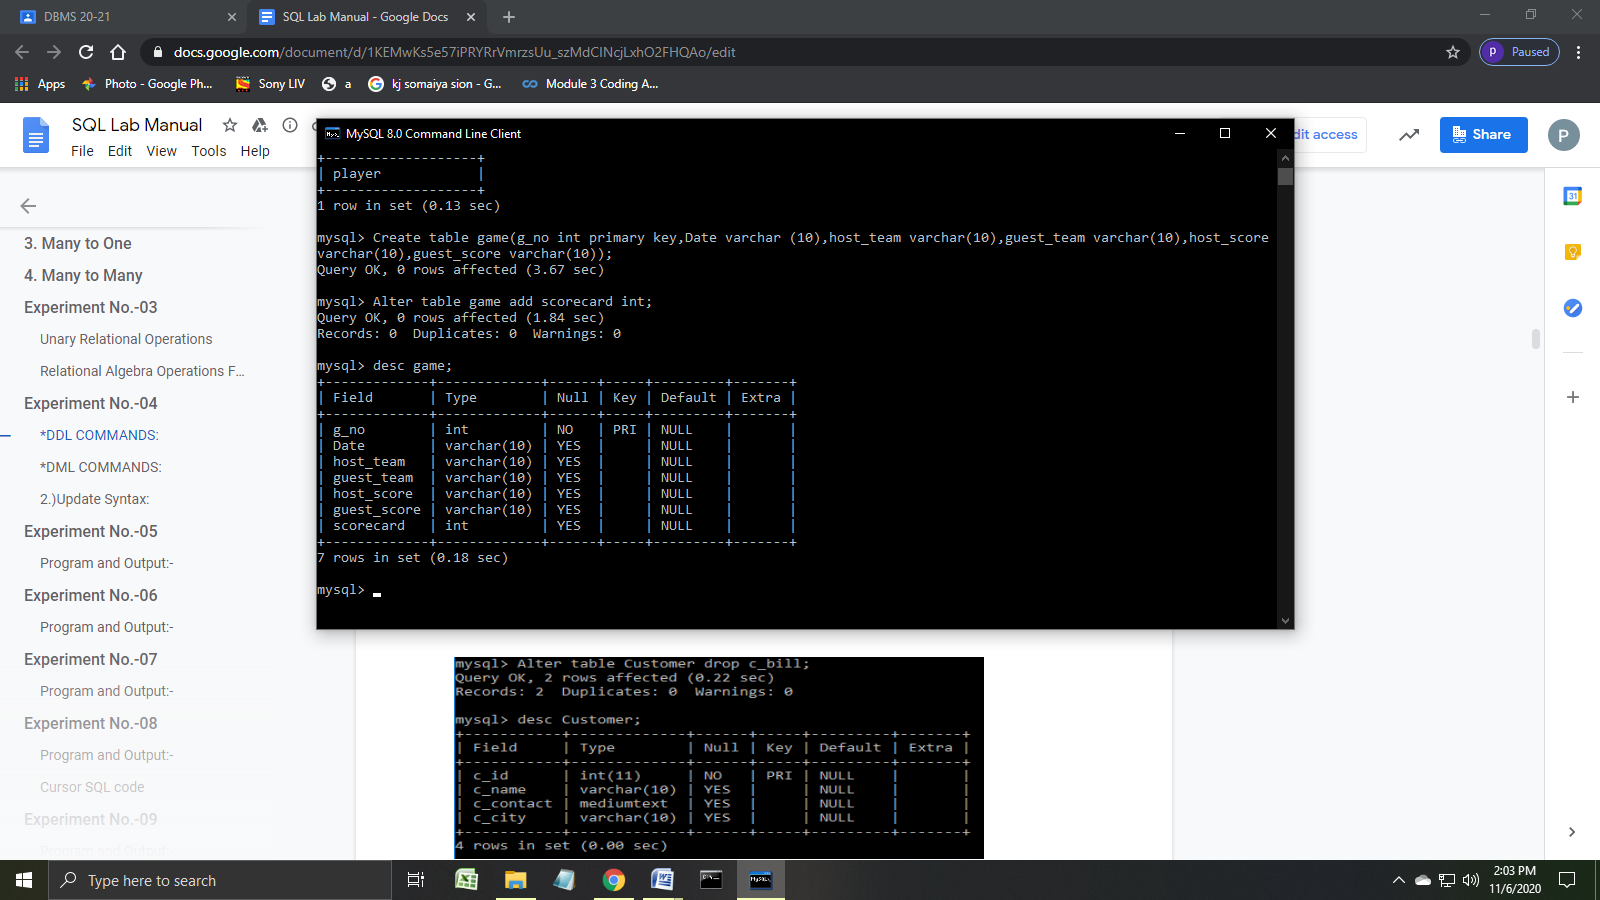 DBMS 20-21
SQL Lab Manual - Google Docs
docs.google.com/document/d/1KEMwKs5e57iPRYRrVmrzsUu_szMdCINcjLxhO2FHQAo/edit
P Paused
Apps Photo - Google Ph... Sony LIV a kj somaiya sion - G... Module 3 Coding A...
SQL Lab Manual
File Edit View Tools Help
dit access
Share
P
3. Many to One
4. Many to Many
Experiment No.-03
Unary Relational Operations
Relational Algebra Operations F...
Experiment No.-04
*DDL COMMANDS:
*DML COMMANDS:
2.)Update Syntax:
Experiment No.-05
Program and Output:-
Experiment No.-06
Program and Output:-
Experiment No.-07
Program and Output:-
Experiment No.-08
Program and Output:-
Cursor SQL code
Experiment No.-09
Program and Output:
MySQL 8.0 Command Line Client
+-------------------+
| player            |
+-------------------+
1 row in set (0.13 sec)
mysql> Create table game(g_no int primary key,Date varchar (10),host_team varchar(10),guest_team varchar(10),host_score
varchar(10),guest_score varchar(10));
Query OK, 0 rows affected (3.67 sec)
mysql> Alter table game add scorecard int;
Query OK, 0 rows affected (1.84 sec)
Records: 0  Duplicates: 0  Warnings: 0
mysql> desc game;
+-------------+-------------+------+-----+---------+-------+
| Field       | Type        | Null | Key | Default | Extra |
+-------------+-------------+------+-----+---------+-------+
| g_no        | int         | NO   | PRI | NULL    |       |
| Date        | varchar(10) | YES  |     | NULL    |       |
| host_team   | varchar(10) | YES  |     | NULL    |       |
| guest_team  | varchar(10) | YES  |     | NULL    |       |
| host_score  | varchar(10) | YES  |     | NULL    |       |
| guest_score | varchar(10) | YES  |     | NULL    |       |
| scorecard   | int         | YES  |     | NULL    |       |
+-------------+-------------+------+-----+---------+-------+
7 rows in set (0.18 sec)
mysql> _
mysql> Alter table Customer drop c_bill;
Query OK, 2 rows affected (0.22 sec)
Records: 2  Duplicates: 0  Warnings: 0
mysql> desc Customer;
+-----------+-------------+------+-----+---------+-------+
| Field     | Type        | Null | Key | Default | Extra |
+-----------+-------------+------+-----+---------+-------+
| c_id      | int(11)     | NO   | PRI | NULL    |       |
| c_name    | varchar(10) | YES  |     | NULL    |       |
| c_contact | mediumtext  | YES  |     | NULL    |       |
| c_city    | varchar(10) | YES  |     | NULL    |       |
+-----------+-------------+------+-----+---------+-------+
4 rows in set (0.00 sec)
31
Type here to search
2:03 PM
11/6/2020